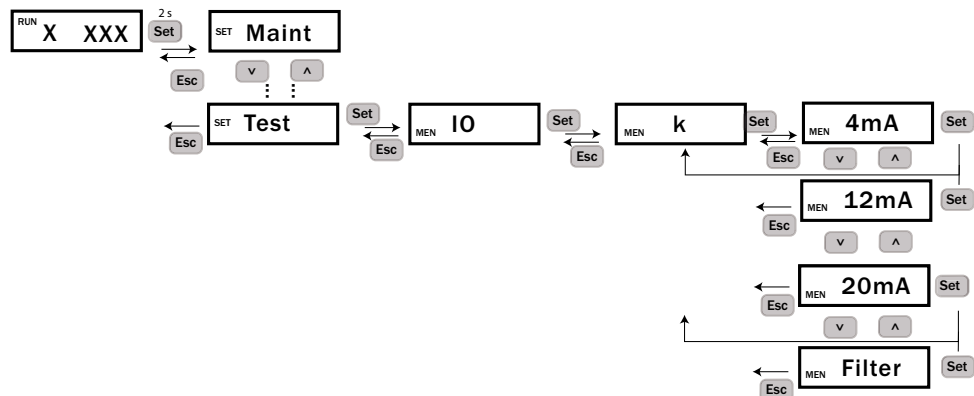 2 s
RUN X XXX Set SET Maint
Esc v ^
SET Test Set MEN IO Set MEN k Set MEN 4mA Set
Esc Esc Esc Esc v ^
MEN 12mA Set
Esc v ^
MEN 20mA Set
Esc v ^
MEN Filter Set
Esc